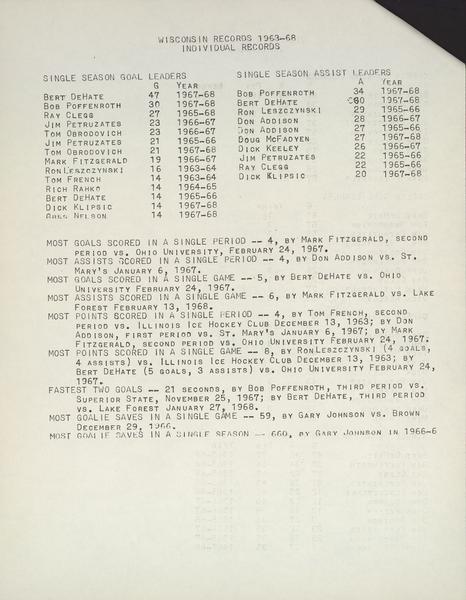 WISCONSIN RECORDS 1963-68
INDIVIDUAL RECORDS
SINGLE SEASON GOAL LEADERS
G YEAR
BERT DEHATE 47 1967-68
BOB POFFENROTH 30 1967-68
RAY CLEGG 27 1965-68
JIM PETRUZATES 23 1966-67
TOM OBRODOVICH 23 1966-67
JIM PETRUZATES 21 1965-66
TOM OBRODOVICH 21 1967-68
MARK FITZGERALD 19 1966-67
RON LESZCZYNSKI 16 1963-64
TOM FRENCH 14 1963-64
RICH RAHKO 14 1964-65
BERT DEHATE 14 1965-66
DICK KLIPSIC 14 1967-68
GREG NELSON 14 1967-68
SINGLE SEASON ASSIST LEADERS
A YEAR
BOB POFFENROTH 34 1967-68
BERT DEHATE 30 1967-68
RON LESZCZYNSKI 29 1965-66
DON ADDISON 28 1966-67
DON ADDISON 27 1965-66
DOUG MCFADYEN 27 1967-68
DICK KEELEY 26 1966-67
JIM PETRUZATES 22 1965-66
RAY CLEGG 22 1965-66
DICK KLIPSIC 20 1967-68
MOST GOALS SCORED IN A SINGLE PERIOD -- 4, BY MARK FITZGERALD, SECOND
PERIOD VS. OHIO UNIVERSITY, FEBRUARY 24, 1967.
MOST ASSISTS SCORED IN A SINGLE PERIOD -- 4, BY DON ADDISON VS. ST.
MARY'S JANUARY 6, 1967.
MOST GOALS SCORED IN A SINGLE GAME -- 5, BY BERT DEHATE VS. OHIO
UNIVERSITY FEBRUARY 24, 1967.
MOST ASSISTS SCORED IN A SINGLE GAME -- 6, BY MARK FITZGERALD VS. LAKE
FOREST FEBRUARY 13, 1968.
MOST POINTS SCORED IN A SINGLE PERIOD -- 4, BY TOM FRENCH, SECOND
PERIOD VS. ILLINOIS ICE HOCKEY CLUB DECEMBER 13, 1963; BY DON
ADDISON, FIRST PERIOD VS. ST. MARY'S JANUARY 6, 1967; BY MARK
FITZGERALD, SECOND PERIOD VS. OHIO UNIVERSITY FEBRUARY 24, 1967.
MOST POINTS SCORED IN A SINGLE GAME -- 8, BY RON LESZCZYNSKI (4 GOALS,
4 ASSISTS) VS. ILLINOIS ICE HOCKEY CLUB DECEMBER 13, 1963; BY
BERT DEHATE (5 GOALS, 3 ASSISTS) VS. OHIO UNIVERSITY FEBRUARY 24,
1967.
FASTEST TWO GOALS -- 21 SECONDS, BY BOB POFFENROTH, THIRD PERIOD VS.
SUPERIOR STATE, NOVEMBER 25, 1967; BY BERT DEHATE, THIRD PERIOD
VS. LAKE FOREST JANUARY 27, 1968.
MOST GOALIE SAVES IN A SINGLE GAME -- 59, BY GARY JOHNSON VS. BROWN
DECEMBER 29, 1966.
MOST GOALIE SAVES IN A SINGLE SEASON -- 660, BY GARY JOHNSON IN 1966-6